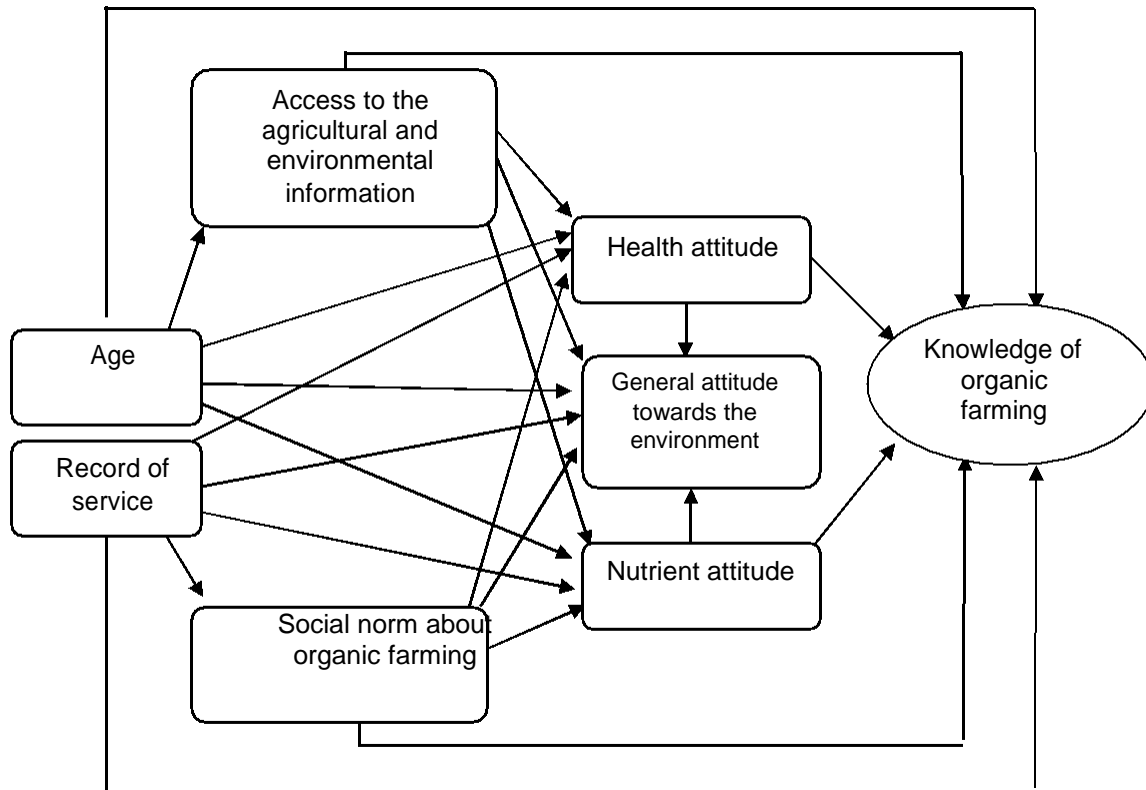 Access to the
agricultural and
environmental
information
Health attitude
Age
Knowledge of
organic
farming
General attitude
towards the
environment
Record of
service
Nutrient attitude
Social norm about
organic farming